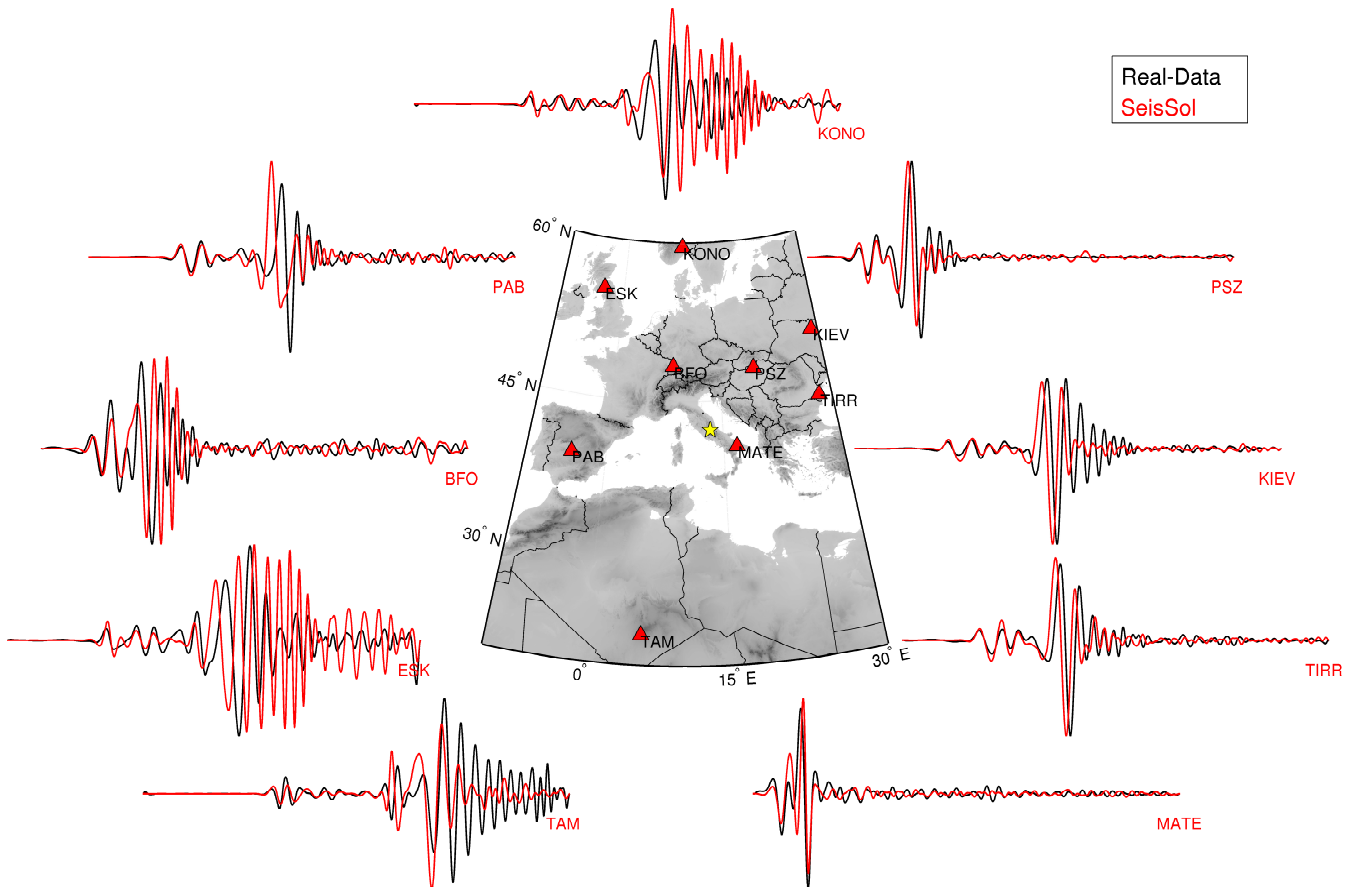 Real-Data
SeisSol
KONO
PAB
PSZ
BFO
KIEV
ESK
TIRR
TAM
MATE
60° N
45° N
30° N
0°
15° E
30° E
KONO
ESK
KIEV
BFO
PSZ
TIRR
PAB
MATE
TAM